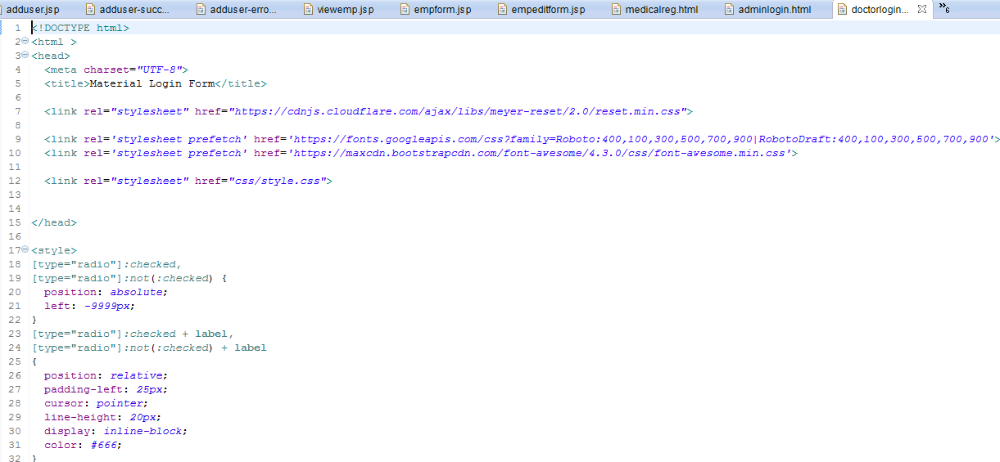 adduser.jsp adduser-succ... adduser-erro... viewemp.jsp empform.jsp empeditform.jsp medicalreg.html adminlogin.html doctorlogin... »6
1 <!DOCTYPE html>
2 <html >
3 <head>
4 <meta charset="UTF-8">
5 <title>Material Login Form</title>
6
7 <link rel="stylesheet" href="https://cdnjs.cloudflare.com/ajax/libs/meyer-reset/2.0/reset.min.css">
8
9 <link rel='stylesheet prefetch' href='https://fonts.googleapis.com/css?family=Roboto:400,100,300,500,700,900|RobotoDraft:400,100,300,500,700,900'>
10 <link rel='stylesheet prefetch' href='https://maxcdn.bootstrapcdn.com/font-awesome/4.3.0/css/font-awesome.min.css'>
11
12 <link rel="stylesheet" href="css/style.css">
13
14
15 </head>
16
17 <style>
18 [type="radio"]:checked,
19 [type="radio"]:not(:checked) {
20 position: absolute;
21 left: -9999px;
22 }
23 [type="radio"]:checked + label,
24 [type="radio"]:not(:checked) + label
25 {
26 position: relative;
27 padding-left: 25px;
28 cursor: pointer;
29 line-height: 20px;
30 display: inline-block;
31 color: #666;
32 }